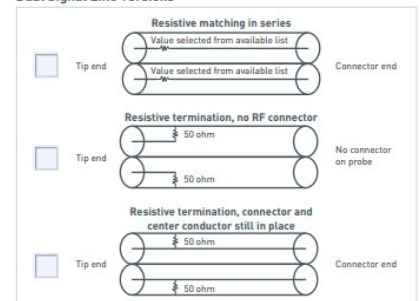 Resistive matching in series
Value selected from available list
Tip end
Connector end
Value selected from available list
Resistive termination, no RF connector
50 ohm
Tip end
No connector
on probe
50 ohm
Resistive termination, connector and
center conductor still in place
50 ohm
Tip end
Connector end
50 ohm